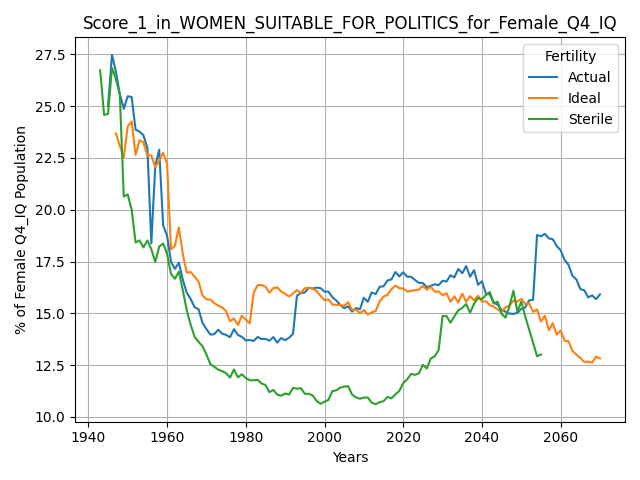 Score_1_in_WOMEN_SUITABLE_FOR_POLITICS_for_Female_Q4_IQ
Fertility
Actual
Ideal
Sterile
% of Female Q4_IQ Population
27.5
25.0
22.5
20.0
17.5
15.0
12.5
10.0
1940 1960 1980 2000 2020 2040 2060
Years